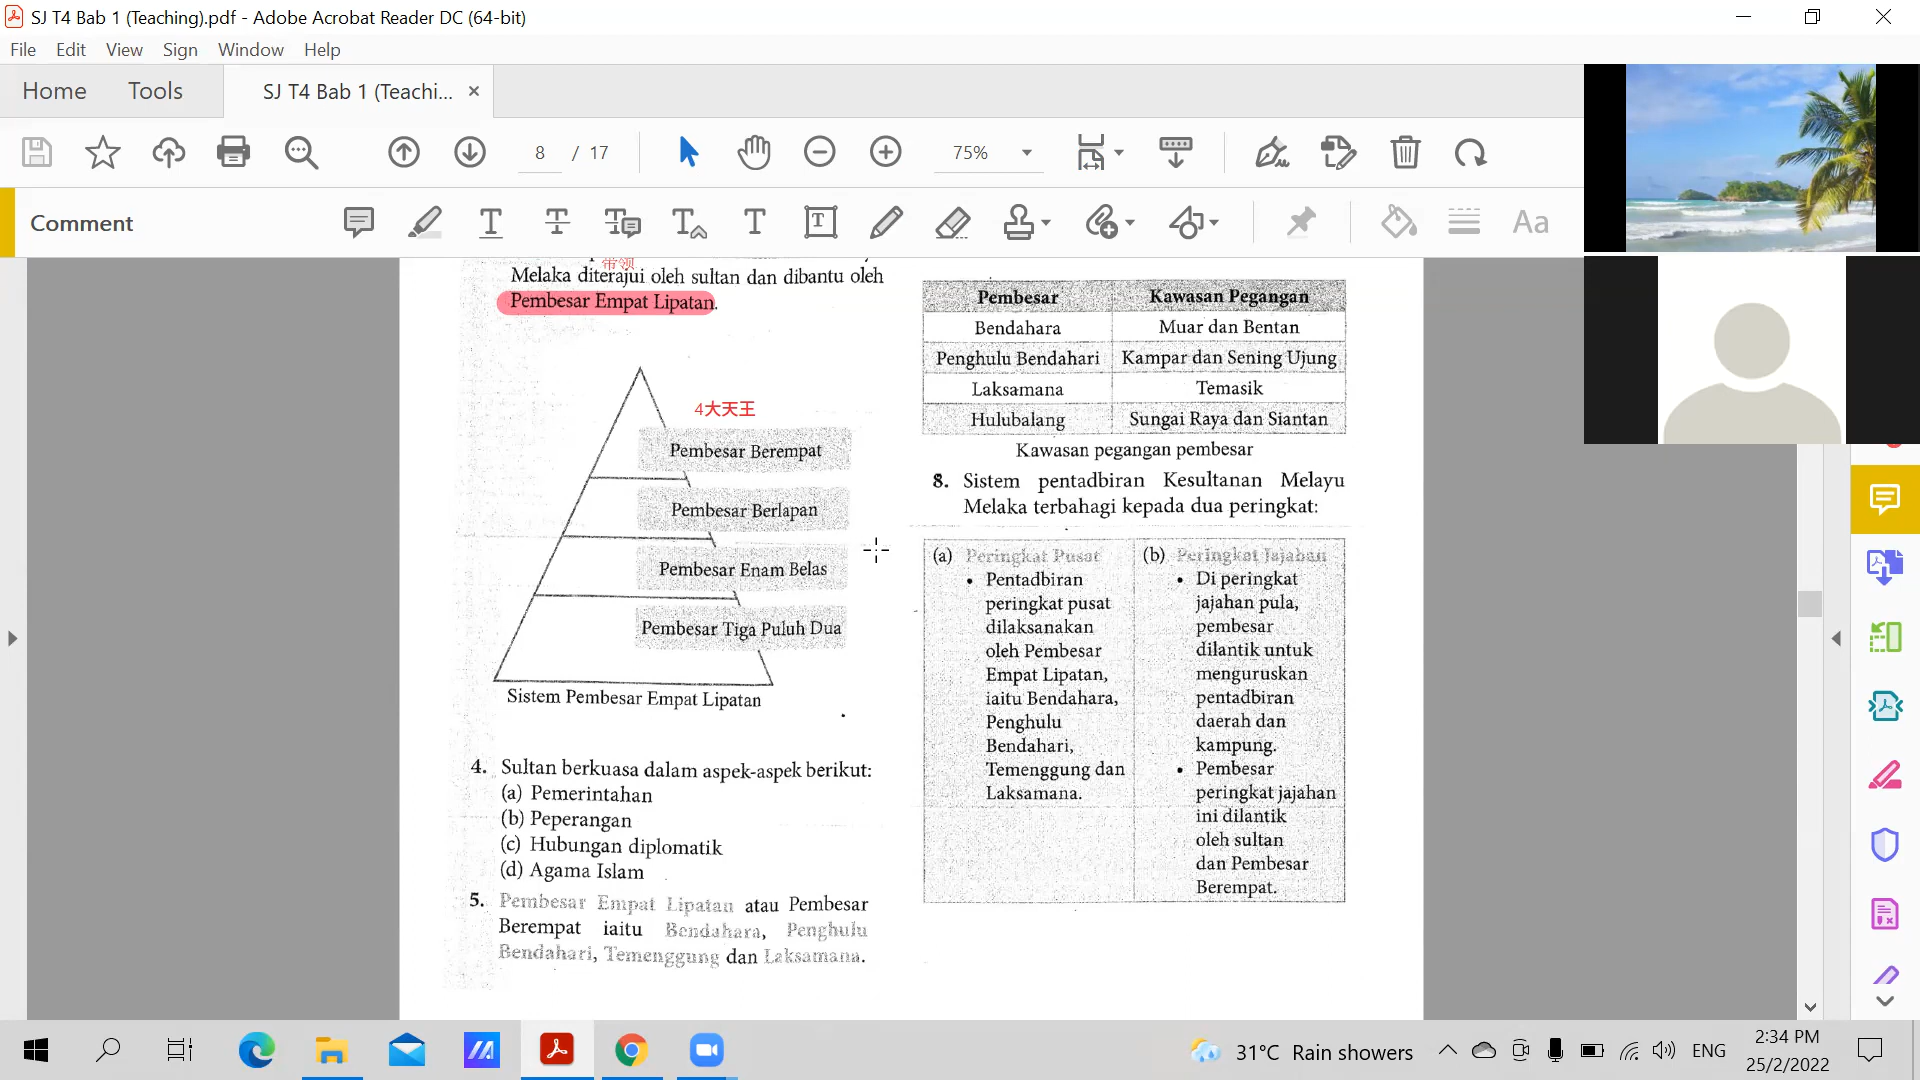 SJ T4 Bab 1 (Teaching).pdf - Adobe Acrobat Reader DC (64-bit)
File Edit View Sign Window Help
Home Tools SJ T4 Bab 1 (Teachi... ×
8 / 17 75%
Comment
Aa
带领
Melaka diterajui oleh sultan dan dibantu oleh
Pembesar Empat Lipatan.
4大天王
Pembesar Berempat
Pembesar Berlapan
Pembesar Enam Belas
Pembesar Tiga Puluh Dua
Sistem Pembesar Empat Lipatan
4. Sultan berkuasa dalam aspek-aspek berikut:
(a) Pemerintahan
(b) Peperangan
(c) Hubungan diplomatik
(d) Agama Islam
5. Pembesar Empat Lipatan atau Pembesar
Berempat iaitu Bendahara, Penghulu
Bendahari, Temenggung dan Laksamana.
Pembesar Kawasan Pegangan
Bendahara Muar dan Bentan
Penghulu Bendahari Kampar dan Sening Ujung
Laksamana Temasik
Hulubalang Sungai Raya dan Siantan
Kawasan pegangan pembesar
8. Sistem pentadbiran Kesultanan Melayu
Melaka terbahagi kepada dua peringkat:
(a) Peringkat Pusat
• Pentadbiran
peringkat pusat
dilaksanakan
oleh Pembesar
Empat Lipatan,
iaitu Bendahara,
Penghulu
Bendahari,
Temenggung dan
Laksamana.
(b) Peringkat Jajahan
• Di peringkat
jajahan pula,
pembesar
dilantik untuk
menguruskan
pentadbiran
daerah dan
kampung.
• Pembesar
peringkat jajahan
ini dilantik
oleh sultan
dan Pembesar
Berempat.
31°C Rain showers ENG 2:34 PM
25/2/2022